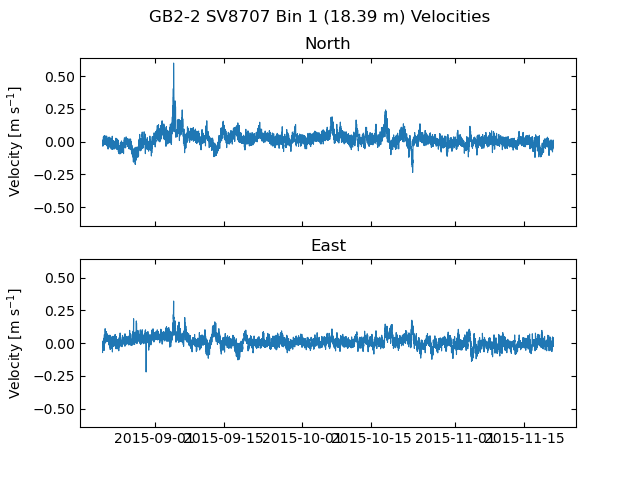 GB2-2 SV8707 Bin 1 (18.39 m) Velocities
North
Velocity [m s⁻¹]
0.50
0.25
0.00
−0.25
−0.50
East
Velocity [m s⁻¹]
0.50
0.25
0.00
−0.25
−0.50
2015-09-01 2015-09-15 2015-10-01 2015-10-15 2015-11-01 2015-11-15